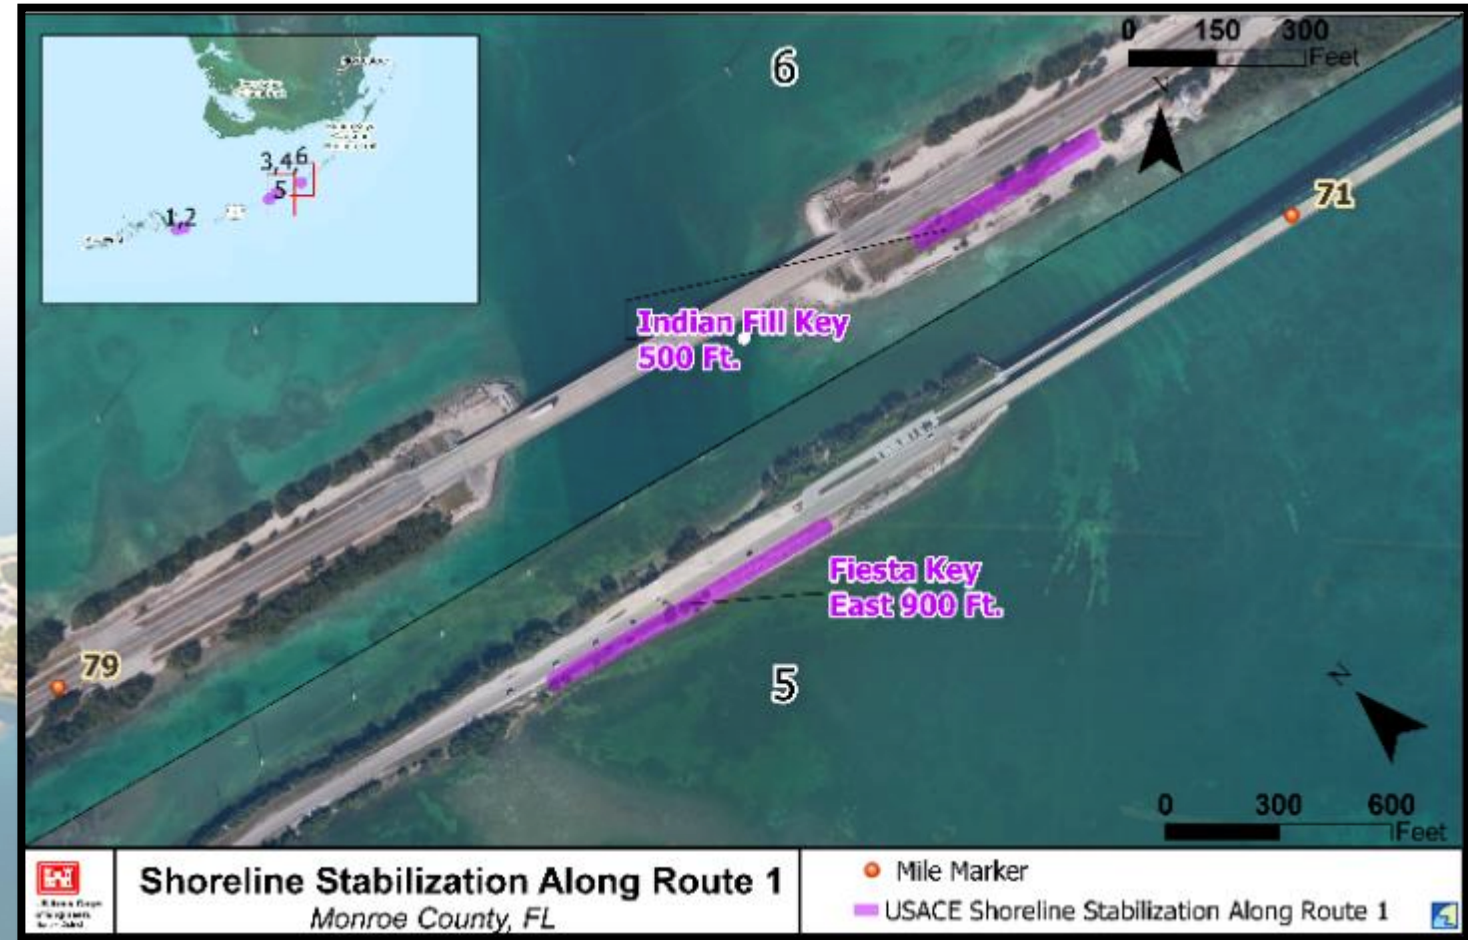 0 150 300
Feet
6
N
3,4 6
5
1,2
71
Indian Fill Key
500 Ft.
Fiesta Key
East 900 Ft.
79
5
N
0 300 600
Feet
Shoreline Stabilization Along Route 1
Monroe County, FL
Mile Marker
USACE Shoreline Stabilization Along Route 1